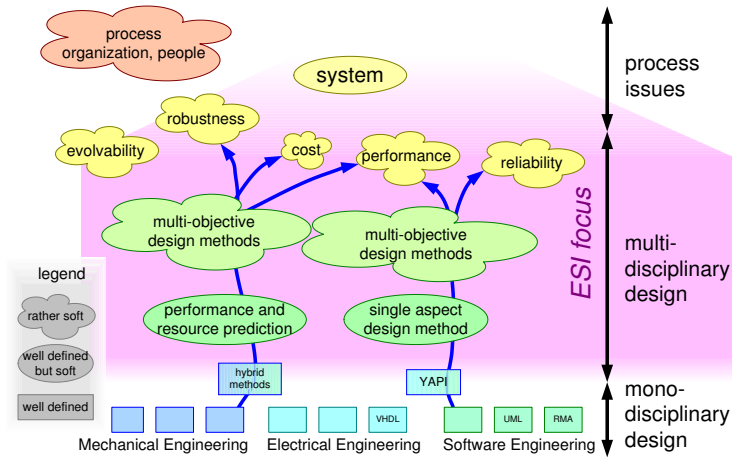 process
organization, people
system
process
issues
robustness
evolvability
cost
performance
reliability
multi-objective
design methods
multi-objective
design methods
ESI focus
multi-
disciplinary
design
legend
rather soft
well defined
but soft
well defined
performance and
resource prediction
single aspect
design method
hybrid
methods
YAPI
mono-
disciplinary
design
VHDL
UML
RMA
Mechanical Engineering
Electrical Engineering
Software Engineering